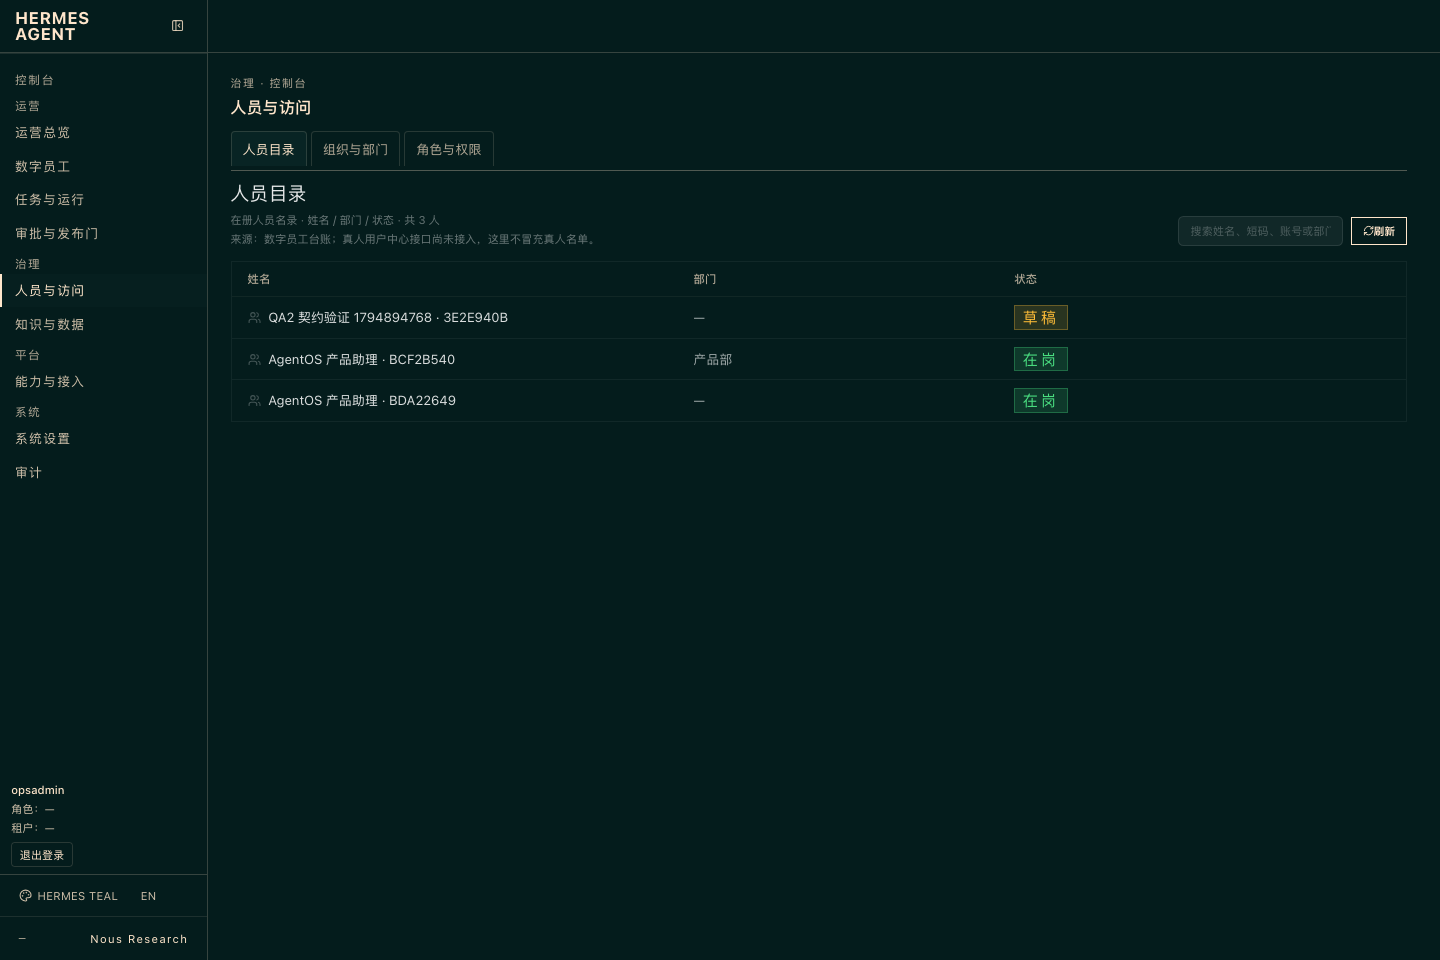 HERMES
AGENT
控制台
运营
运营总览
数字员工
任务与运行
审批与发布门
治理
人员与访问
知识与数据
平台
能力与接入
系统
系统设置
审计
opsadmin
角色：—
租户：—
退出登录
HERMES TEAL EN
— Nous Research
治理 · 控制台
人员与访问
人员目录 组织与部门 角色与权限
人员目录
在册人员名录 · 姓名 / 部门 / 状态 · 共 3 人
来源：数字员工台账；真人用户中心接口尚未接入，这里不冒充真人名单。
搜索姓名、短码、账号或部门 刷新
姓名 部门 状态
QA2 契约验证 1794894768 · 3E2E940B — 草稿
AgentOS 产品助理 · BCF2B540 产品部 在岗
AgentOS 产品助理 · BDA22649 — 在岗